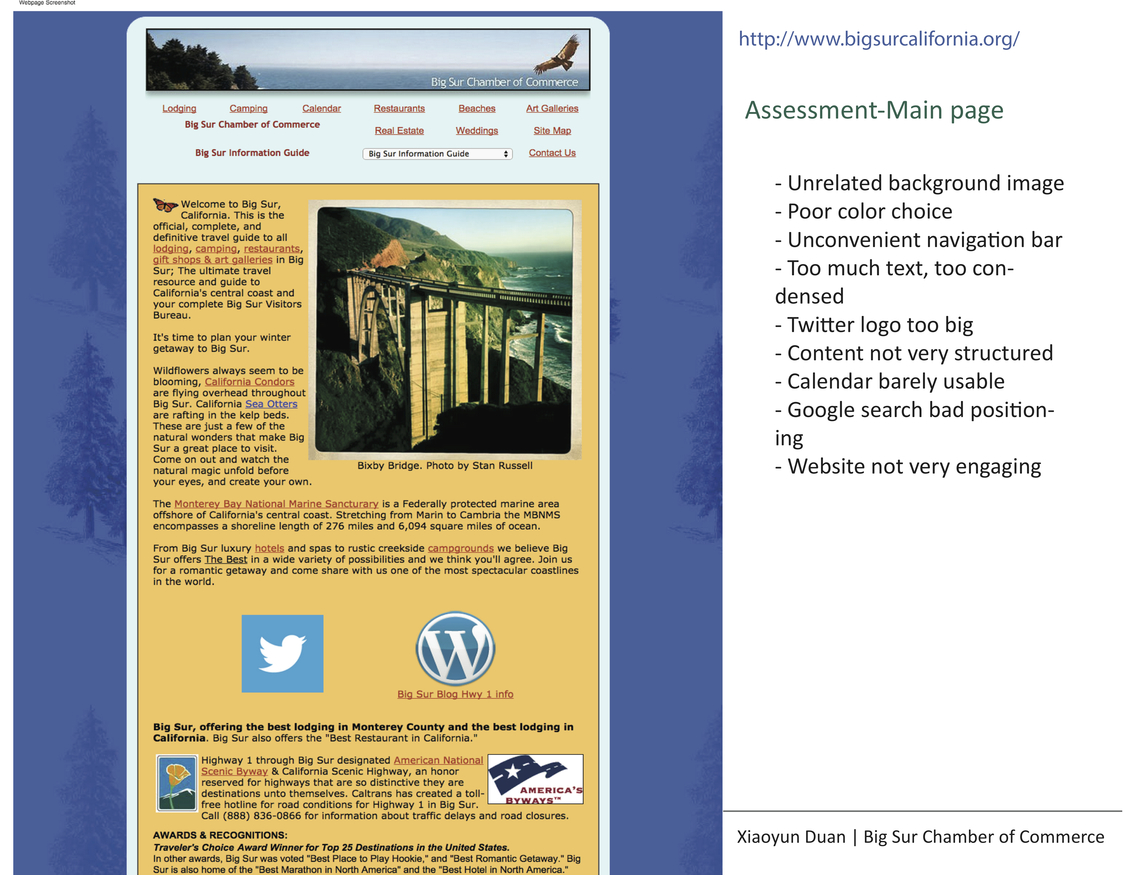 Webpage Screenshot
http://www.bigsurcalifornia.org/
Assessment-Main page
- Unrelated background image
- Poor color choice
- Unconvenient navigation bar
- Too much text, too con-
densed
- Twitter logo too big
- Content not very structured
- Calendar barely usable
- Google search bad position-
ing
- Website not very engaging
Big Sur Chamber of Commerce
Lodging Camping Calendar Restaurants Beaches Art Galleries
Big Sur Chamber of Commerce
Real Estate Weddings Site Map
Big Sur Information Guide Big Sur Information Guide Contact Us
Welcome to Big Sur,
California. This is the
official, complete, and
definitive travel guide to all
lodging, camping, restaurants,
gift shops & art galleries in Big
Sur; The ultimate travel
resource and guide to
California's central coast and
your complete Big Sur Visitors
Bureau.
It's time to plan your winter
getaway to Big Sur.
Wildflowers always seem to be
blooming, California Condors
are flying overhead throughout
Big Sur. California Sea Otters
are rafting in the kelp beds.
These are just a few of the
natural wonders that make Big
Sur a great place to visit.
Come on out and watch the
natural magic unfold before
your eyes, and create your own.
Bixby Bridge. Photo by Stan Russell
The Monterey Bay National Marine Sancturary is a Federally protected marine area
offshore of California's central coast. Stretching from Marin to Cambria the MBNMS
encompasses a shoreline length of 276 miles and 6,094 square miles of ocean.
From Big Sur luxury hotels and spas to rustic creekside campgrounds we believe Big
Sur offers The Best in a wide variety of possibilities and we think you'll agree. Join us
for a romantic getaway and come share with us one of the most spectacular coastlines
in the world.
W
Big Sur Blog Hwy 1 info
Big Sur, offering the best lodging in Monterey County and the best lodging in
California. Big Sur also offers the "Best Restaurant in California."
Highway 1 through Big Sur designated American National
Scenic Byway & California Scenic Highway, an honor
reserved for highways that are so distinctive they are
destinations unto themselves. Caltrans has created a toll-
free hotline for road conditions for Highway 1 in Big Sur.
Call (888) 836-0866 for information about traffic delays and road closures.
AMERICA'S
BYWAYS™
AWARDS & RECOGNITIONS:
Traveler's Choice Award Winner for Top 25 Destinations in the United States.
In other awards, Big Sur was voted "Best Place to Play Hookie," and "Best Romantic Getaway." Big
Sur is also home of the "Best Marathon in North America" and the "Best Hotel in North America."
Xiaoyun Duan | Big Sur Chamber of Commerce